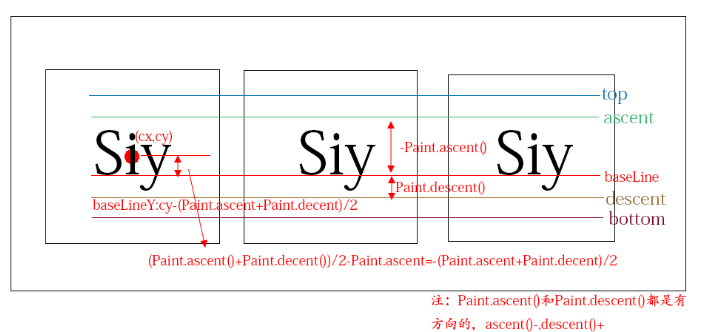 top
ascent
(cx,cy)
Siy
Siy
Siy
-Paint.ascent()
baseLine
Paint.descent()
descent
baseLineY:cy-(Paint.ascent+Paint.decent)/2
bottom
(Paint.ascent()+Paint.decent())/2-Paint.ascent=-(Paint.ascent+Paint.decent)/2
注：Paint.ascent()和Paint.descent()都是有
方向的，ascent()-,descent()+